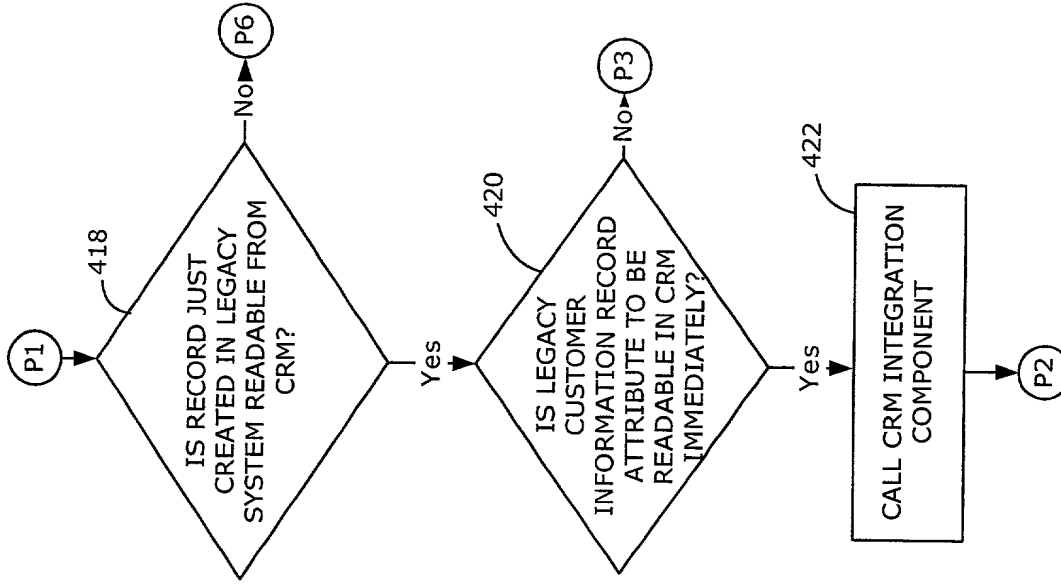 P1
418
IS RECORD JUST
CREATED IN LEGACY
SYSTEM READABLE FROM
CRM?
No
P6
Yes
420
IS LEGACY
CUSTOMER
INFORMATION RECORD
ATTRIBUTE TO BE
READABLE IN CRM
IMMEDIATELY?
No
P3
Yes
422
CALL CRM INTEGRATION
COMPONENT
P2